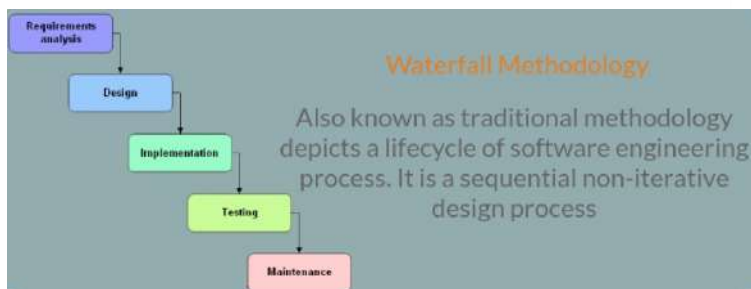 Requirements
analysis
Design
Implementation
Testing
Maintenance
Waterfall Methodology
Also known as traditional methodology
depicts a lifecycle of software engineering
process. It is a sequential non-iterative
design process